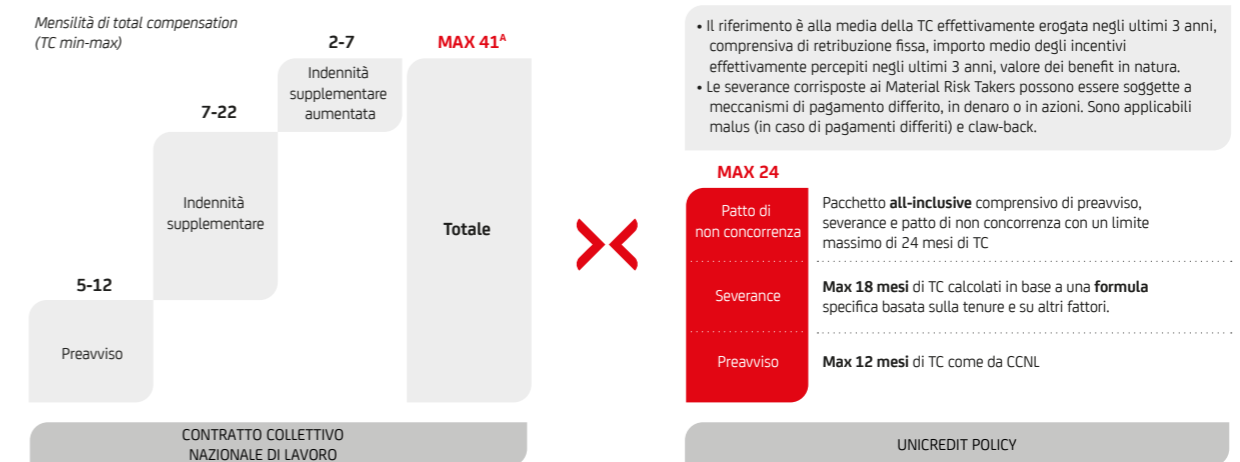 Mensilità di total compensation
(TC min-max)
2-7
MAX 41ᴬ
Indennità
supplementare
aumentata
7-22
Indennità
supplementare
Totale
5-12
Preavviso
CONTRATTO COLLETTIVO
NAZIONALE DI LAVORO
• Il riferimento è alla media della TC effettivamente erogata negli ultimi 3 anni,
comprensiva di retribuzione fissa, importo medio degli incentivi
effettivamente percepiti negli ultimi 3 anni, valore dei benefit in natura.
• Le severance corrisposte ai Material Risk Takers possono essere soggette a
meccanismi di pagamento differito, in denaro o in azioni. Sono applicabili
malus (in caso di pagamenti differiti) e claw-back.
MAX 24
Patto di
non concorrenza
Pacchetto all-inclusive comprensivo di preavviso,
severance e patto di non concorrenza con un limite
massimo di 24 mesi di TC
Severance
Max 18 mesi di TC calcolati in base a una formula
specifica basata sulla tenure e su altri fattori.
Preavviso
Max 12 mesi di TC come da CCNL
UNICREDIT POLICY